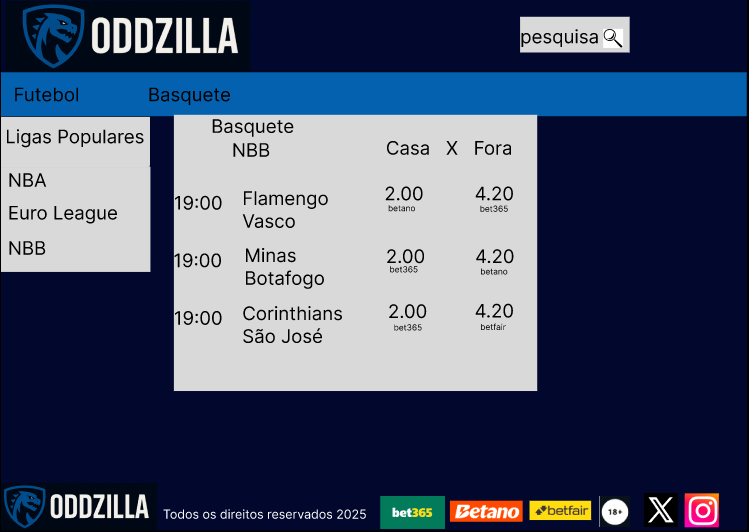 ODDZILLA
pesquisa
Futebol Basquete
Ligas Populares
NBA
Euro League
NBB
Basquete
NBB
Casa X Fora
19:00 Flamengo 2.00 4.20
Vasco betano bet365
19:00 Minas 2.00 4.20
Botafogo bet365 betano
19:00 Corinthians 2.00 4.20
São José bet365 betfair
ODDZILLA Todos os direitos reservados 2025 bet365 Betano betfair 18+ X